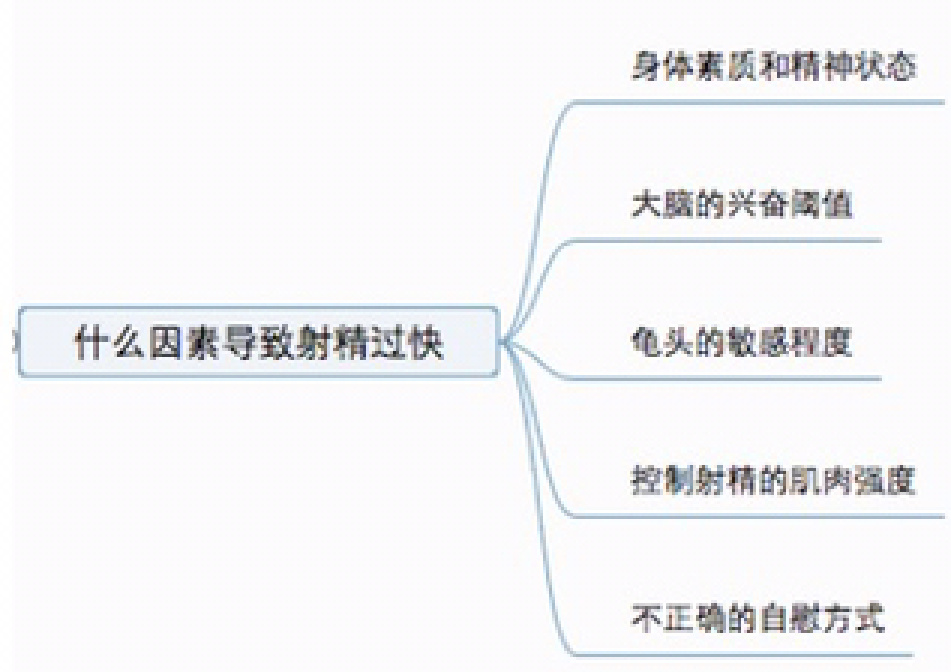 身体素质和精神状态
大脑的兴奋阈值
什么因素导致射精过快
龟头的敏感程度
控制射精的肌肉强度
不正确的自慰方式